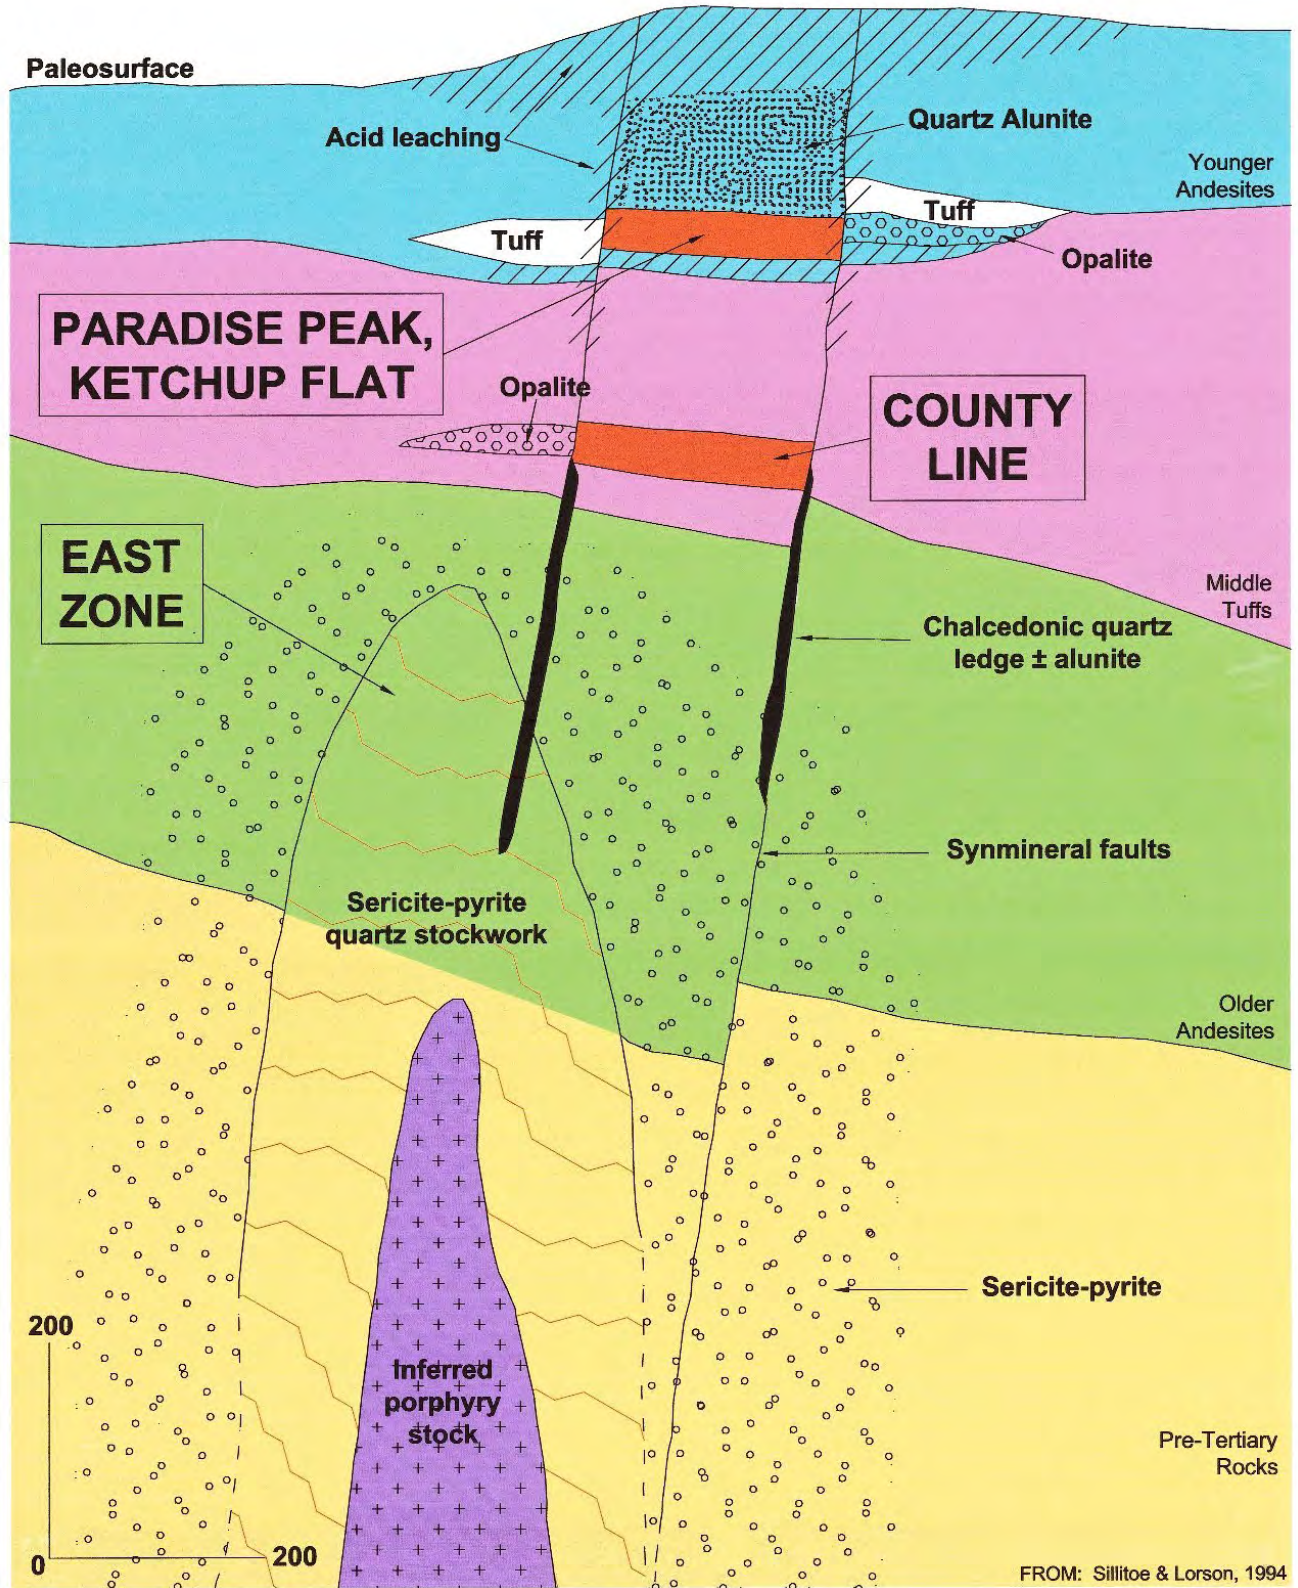 Paleosurface
Acid leaching
Quartz Alunite
Younger
Andesites
Tuff
Tuff
Opalite
PARADISE PEAK,
KETCHUP FLAT
Opalite
COUNTY
LINE
EAST
ZONE
Middle
Tuffs
Chalcedonic quartz
ledge ± alunite
Synmineral faults
Sericite-pyrite
quartz stockwork
Older
Andesites
Sericite-pyrite
200
Inferred
porphyry
stock
Pre-Tertiary
Rocks
0
200
FROM: Sillitoe & Lorson, 1994